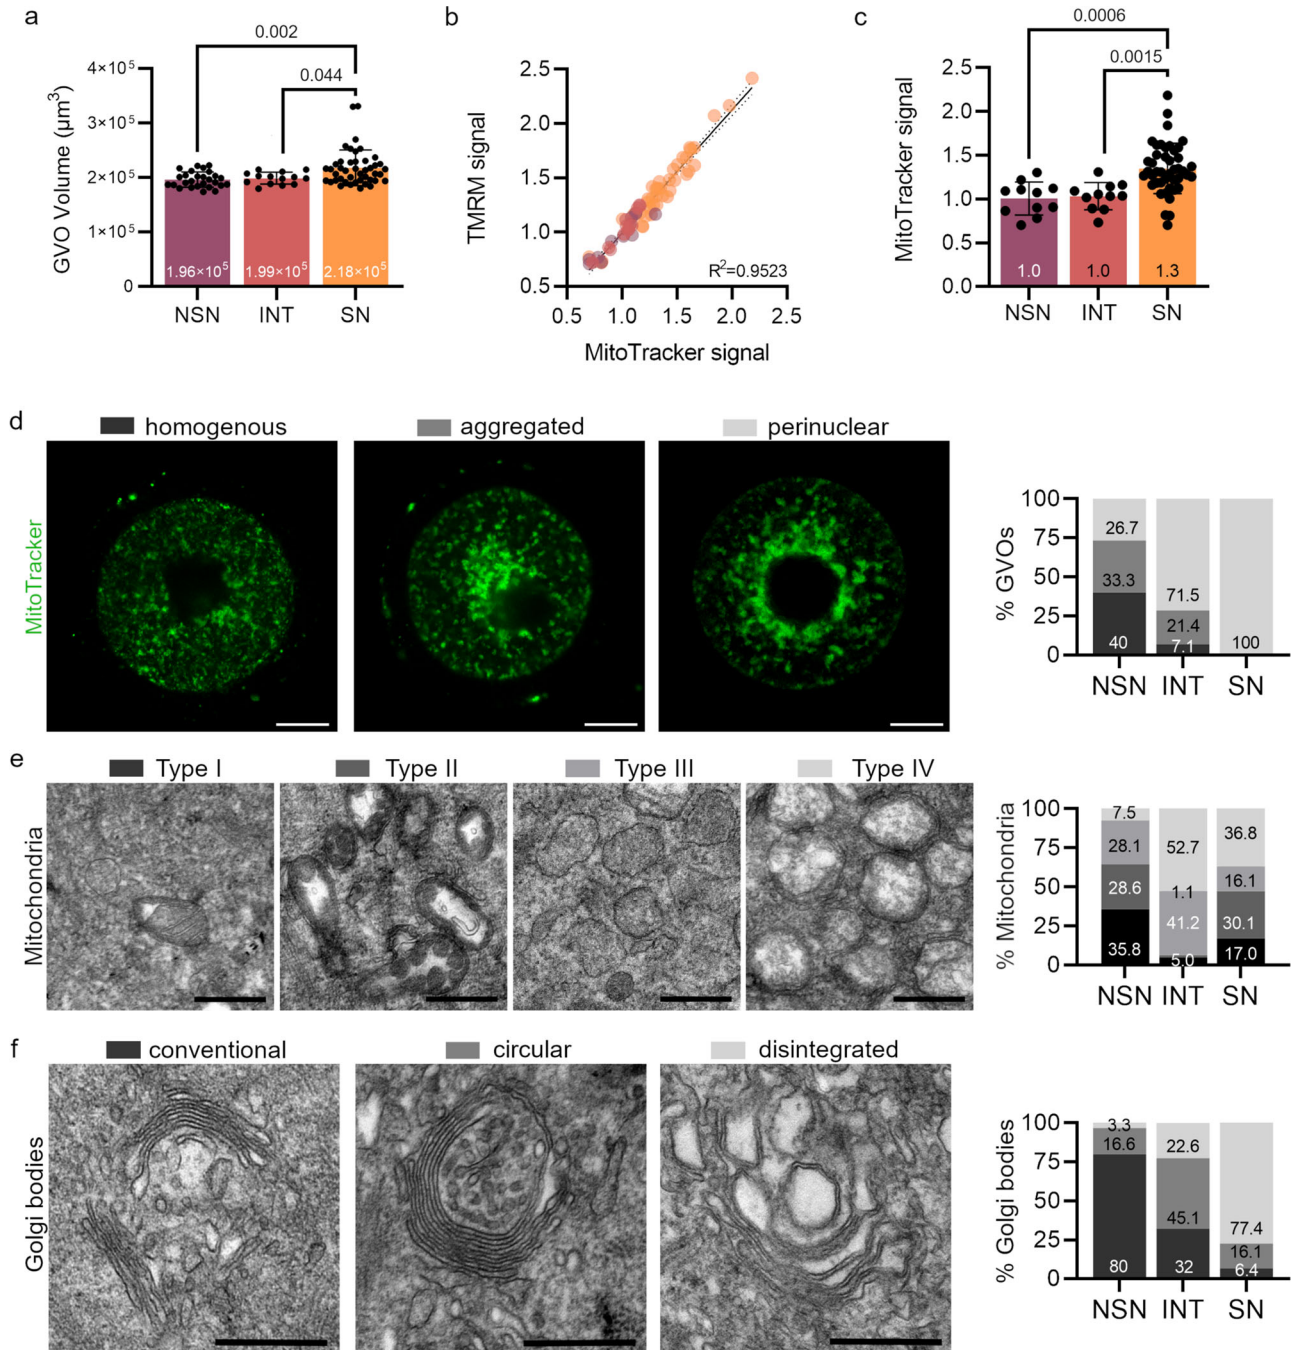 a
0.002
0.044
GVO Volume (µm³)
4×10⁵
3×10⁵
2×10⁵
1×10⁵
0
1.96×10⁵
1.99×10⁵
2.18×10⁵
NSN INT SN
b
TMRM signal
2.5
2.0
1.5
1.0
0.5
R²=0.9523
0.5 1.0 1.5 2.0 2.5
MitoTracker signal
c
0.0006
0.0015
MitoTracker signal
2.5
2.0
1.5
1.0
0.5
0.0
1.0
1.0
1.3
NSN INT SN
d
homogenous
aggregated
perinuclear
MitoTracker
% GVOs
100
75
50
25
0
26.7
33.3
40
71.5
21.4
7.1
100
NSN INT SN
e
Type I
Type II
Type III
Type IV
Mitochondria
% Mitochondria
100
75
50
25
0
7.5
28.1
28.6
35.8
52.7
1.1
41.2
5.0
36.8
16.1
30.1
17.0
NSN INT SN
f
conventional
circular
disintegrated
Golgi bodies
% Golgi bodies
100
75
50
25
0
3.3
16.6
80
22.6
45.1
32
77.4
16.1
6.4
NSN INT SN